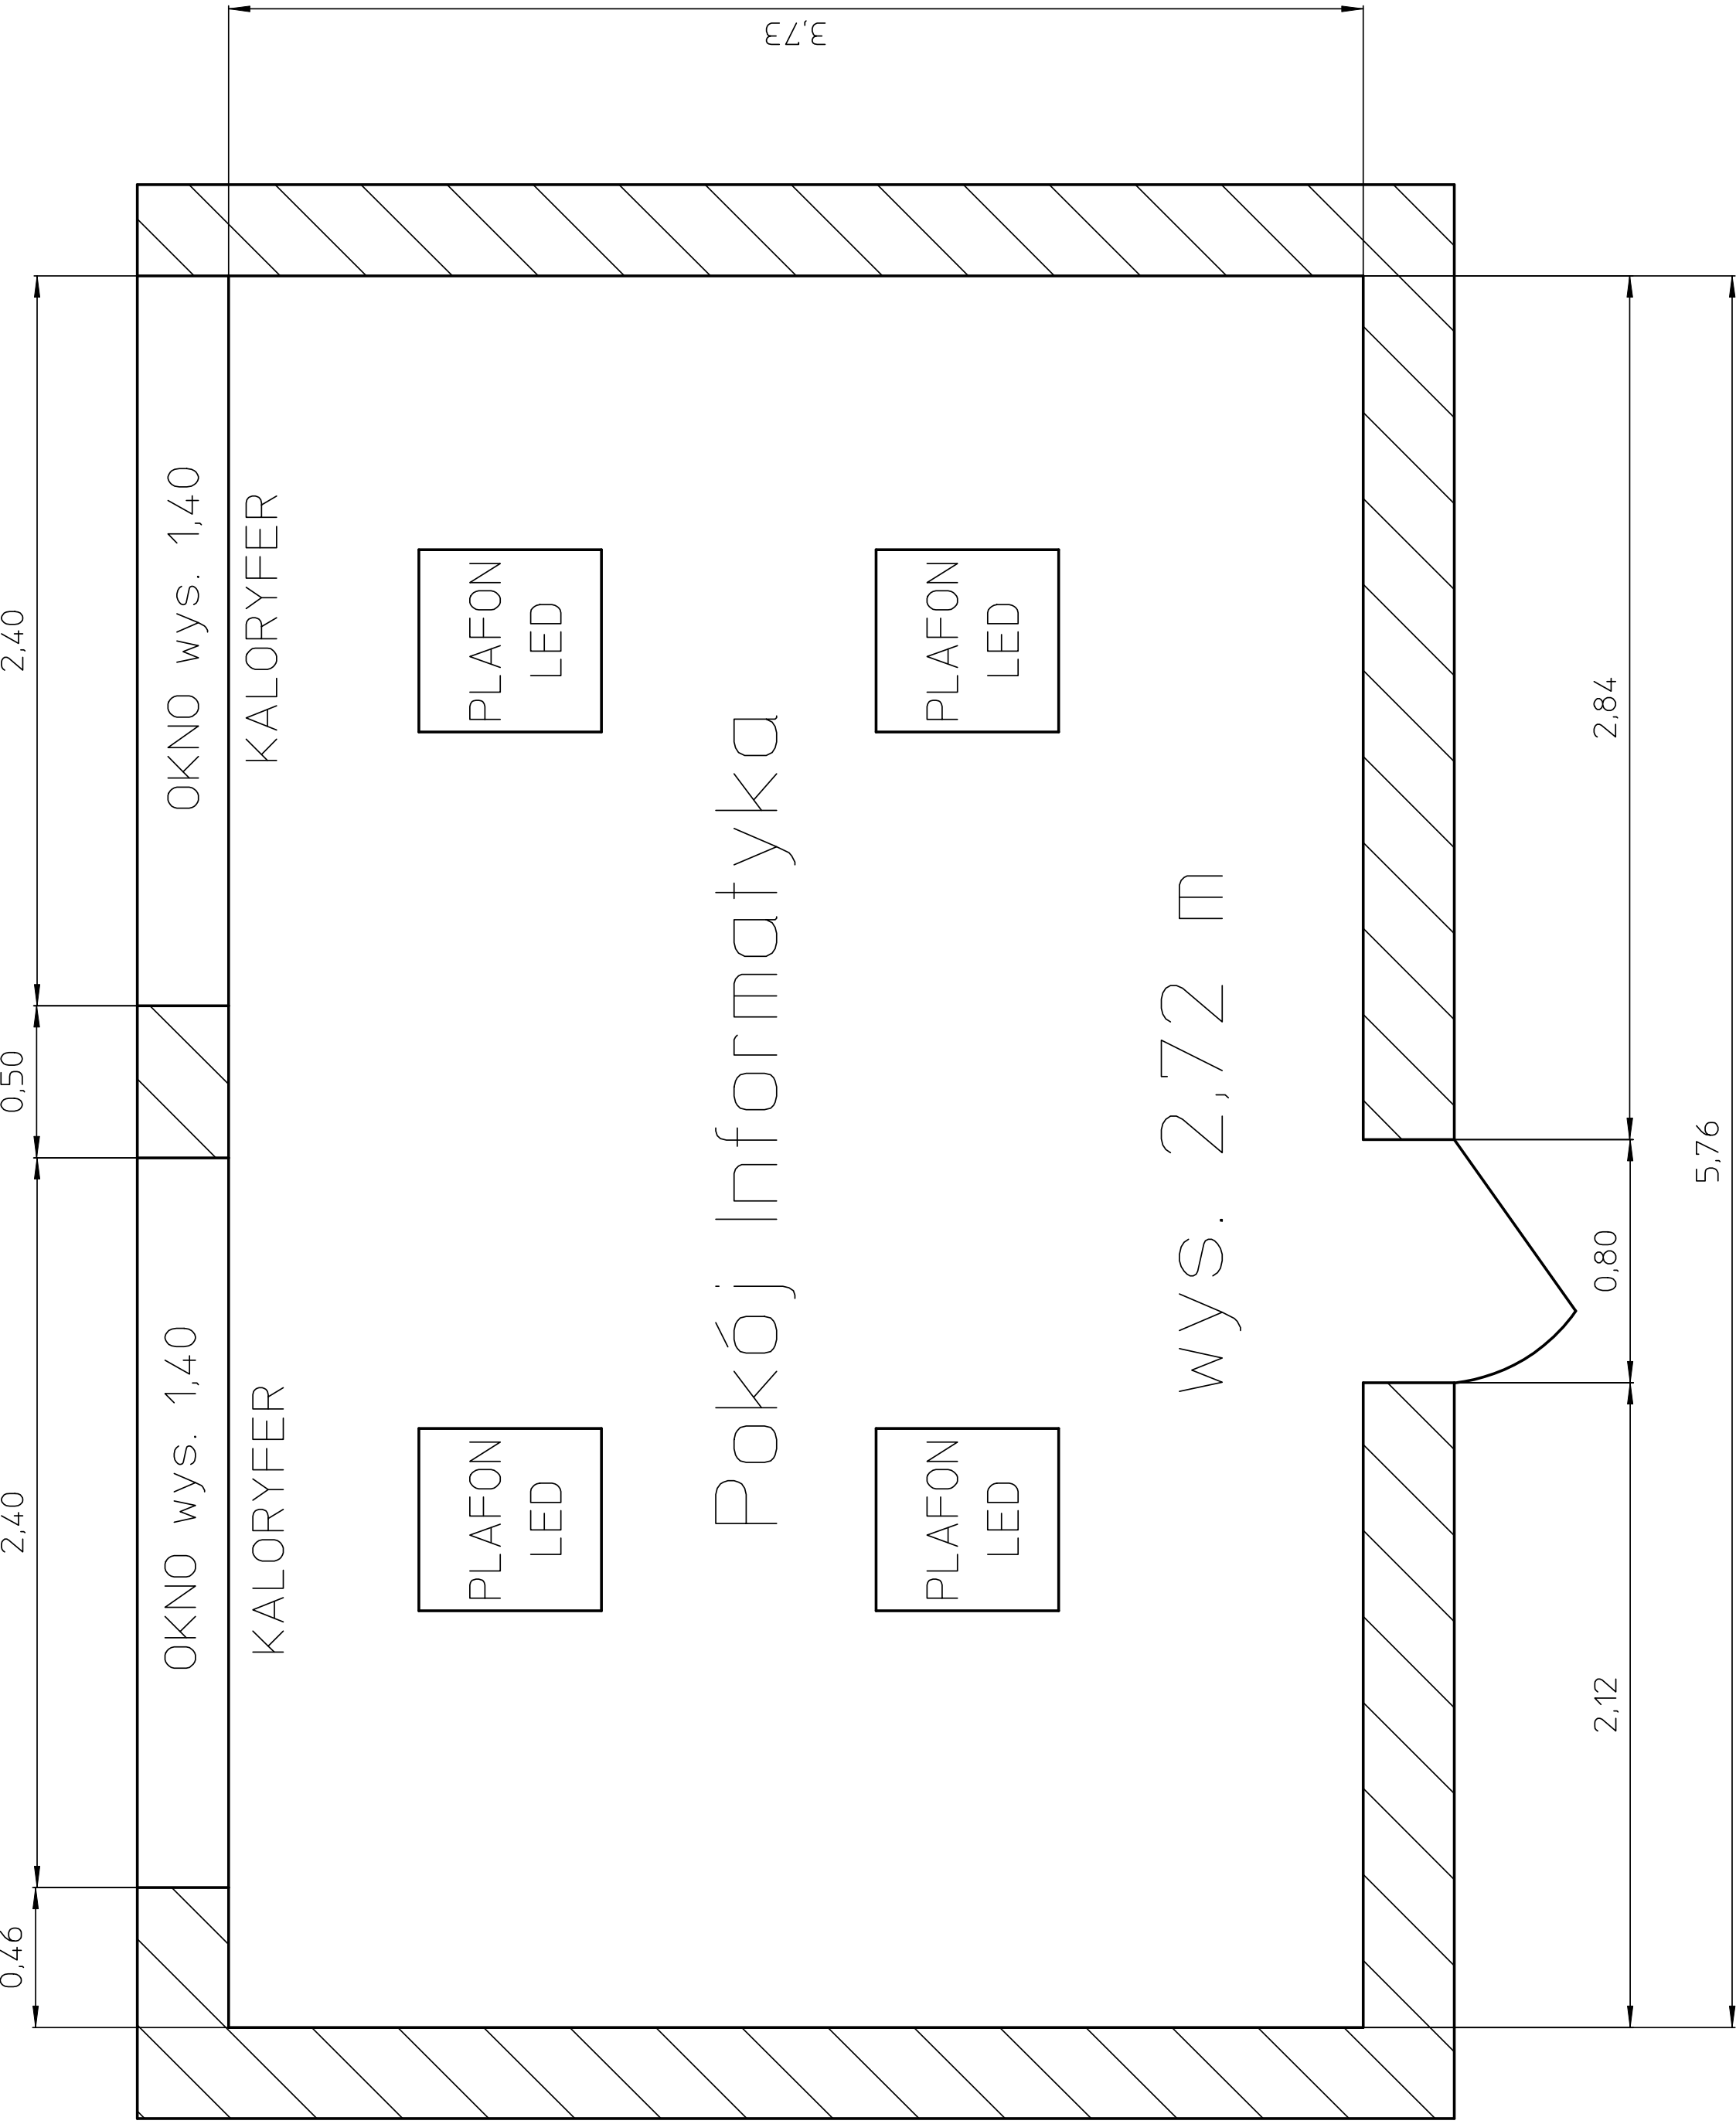 0,46
2,40
0,50
2,40
OKNO wys. 1,40
OKNO wys. 1,40
KALORYFER
KALORYFER
PLAFON
LED
PLAFON
LED
Pokój Informatyka
3,73
PLAFON
LED
PLAFON
LED
wys. 2,72 m
2,12
0,80
2,84
5,76